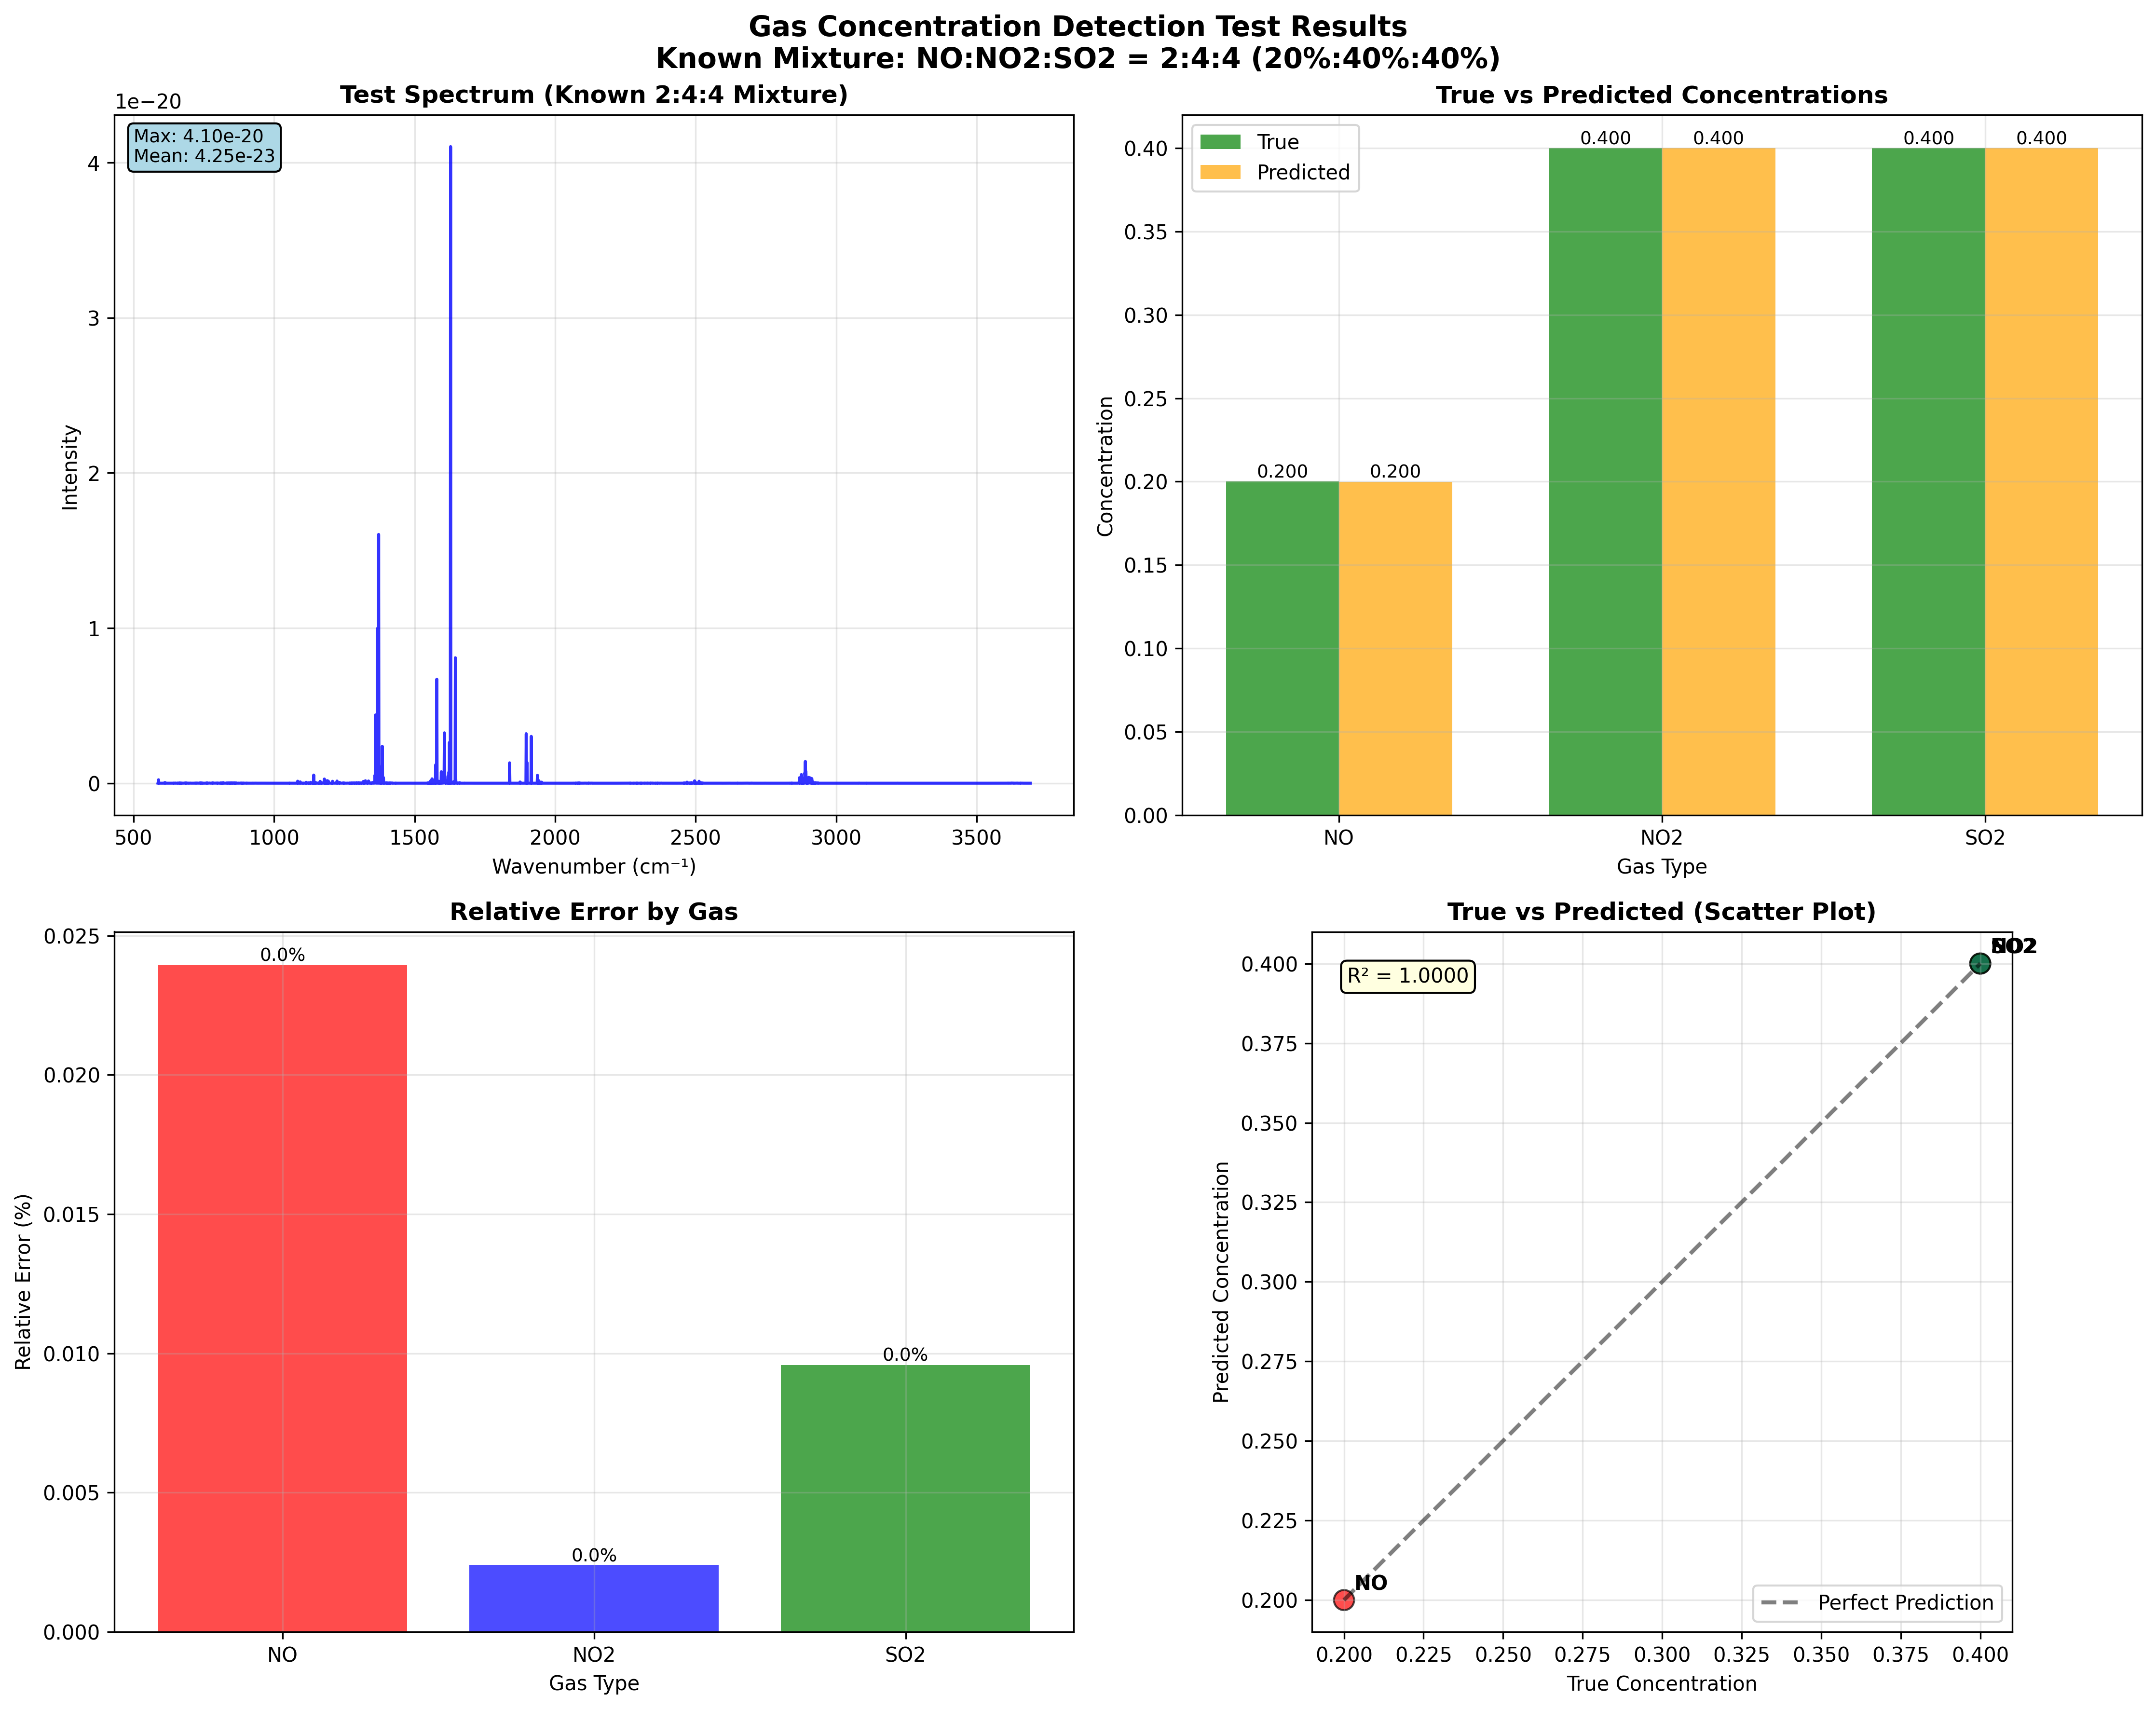 Gas Concentration Detection Test Results
Known Mixture: NO:NO2:SO2 = 2:4:4 (20%:40%:40%)
Test Spectrum (Known 2:4:4 Mixture)
1e−20
Max: 4.10e-20
Mean: 4.25e-23
4
3
2
1
0
Intensity
500 1000 1500 2000 2500 3000 3500
Wavenumber (cm⁻¹)
True vs Predicted Concentrations
True
Predicted
0.200 0.200 0.400 0.400 0.400 0.400
0.40
0.35
0.30
0.25
0.20
0.15
0.10
0.05
0.00
Concentration
NO NO2 SO2
Gas Type
Relative Error by Gas
0.025
0.020
0.015
0.010
0.005
0.000
Relative Error (%)
0.0% 0.0% 0.0%
NO NO2 SO2
Gas Type
True vs Predicted (Scatter Plot)
R² = 1.0000
SO2
NO
0.400
0.375
0.350
0.325
0.300
0.275
0.250
0.225
0.200
Predicted Concentration
Perfect Prediction
0.200 0.225 0.250 0.275 0.300 0.325 0.350 0.375 0.400
True Concentration